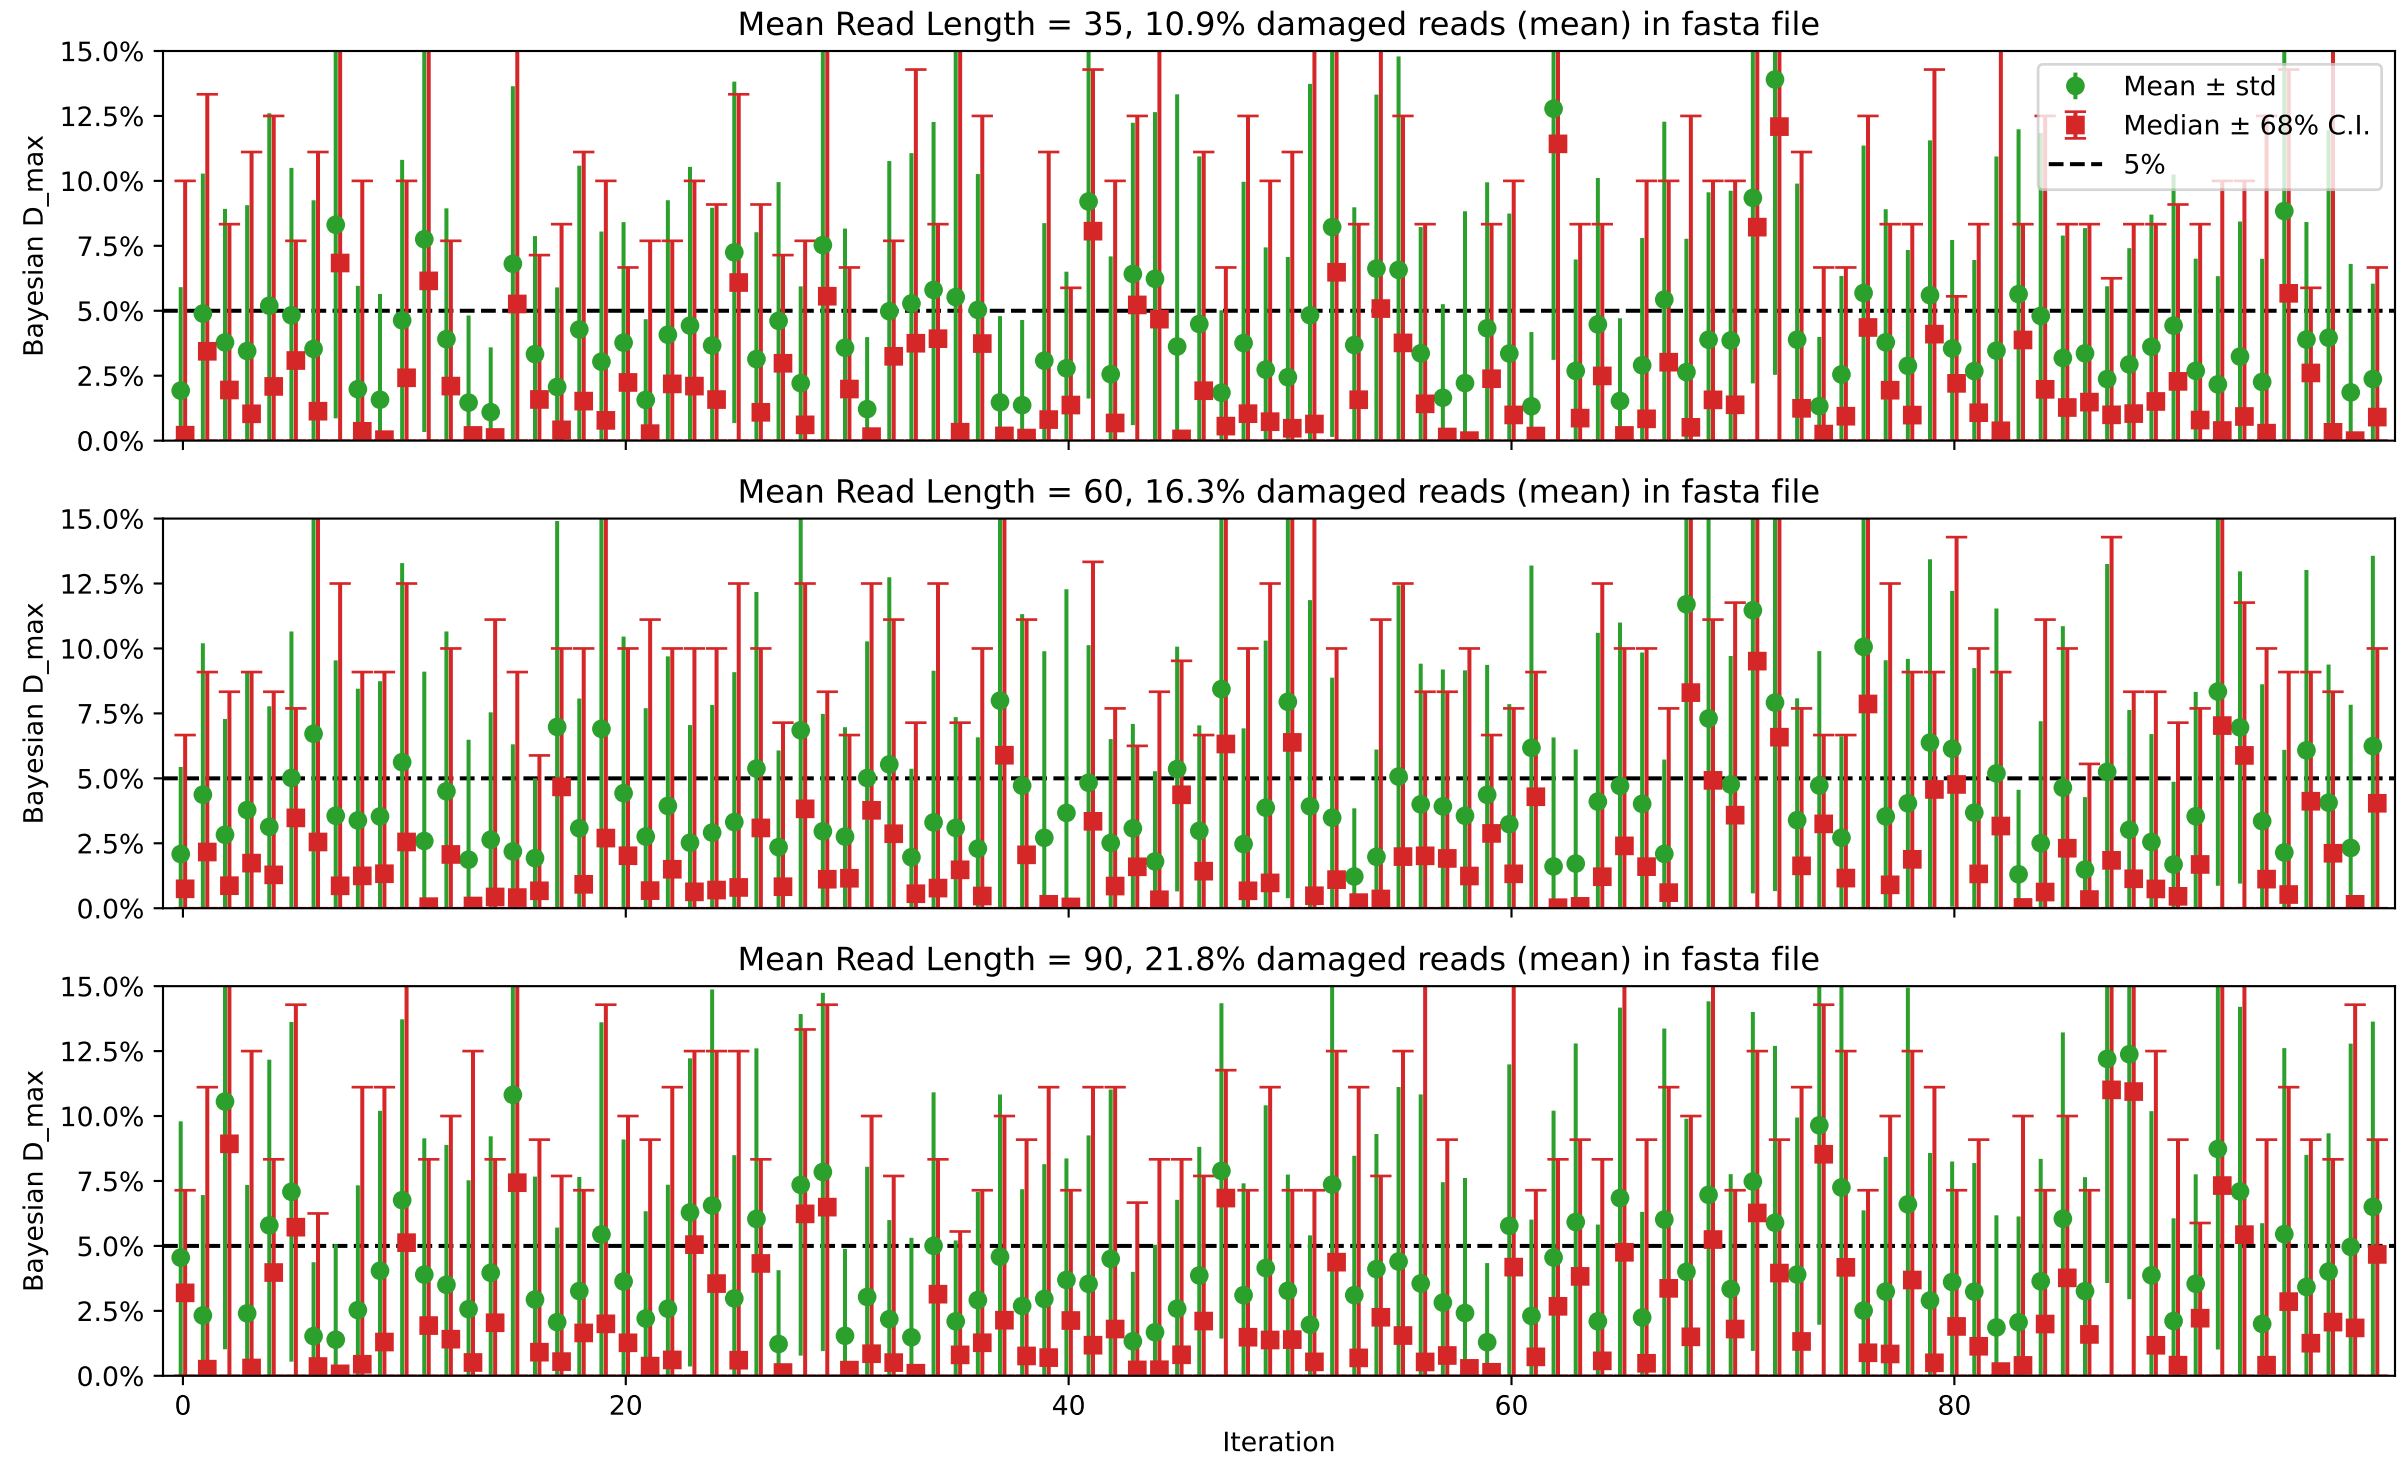 Mean Read Length = 35, 10.9% damaged reads (mean) in fasta file
15.0%
12.5%
10.0%
7.5%
5.0%
2.5%
0.0%
Bayesian D_max
Mean ± std
Median ± 68% C.I.
5%
Mean Read Length = 60, 16.3% damaged reads (mean) in fasta file
15.0%
12.5%
10.0%
7.5%
5.0%
2.5%
0.0%
Bayesian D_max
Mean Read Length = 90, 21.8% damaged reads (mean) in fasta file
15.0%
12.5%
10.0%
7.5%
5.0%
2.5%
0.0%
Bayesian D_max
0 20 40 60 80
Iteration